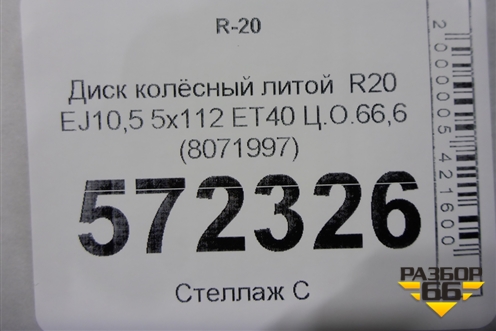 R-20
Диск колёсный литой R20
EJ10,5 5x112 ET40 Ц.О.66,6
(8071997)
572326
Стеллаж С
2000005421600
РАЗБОР
66